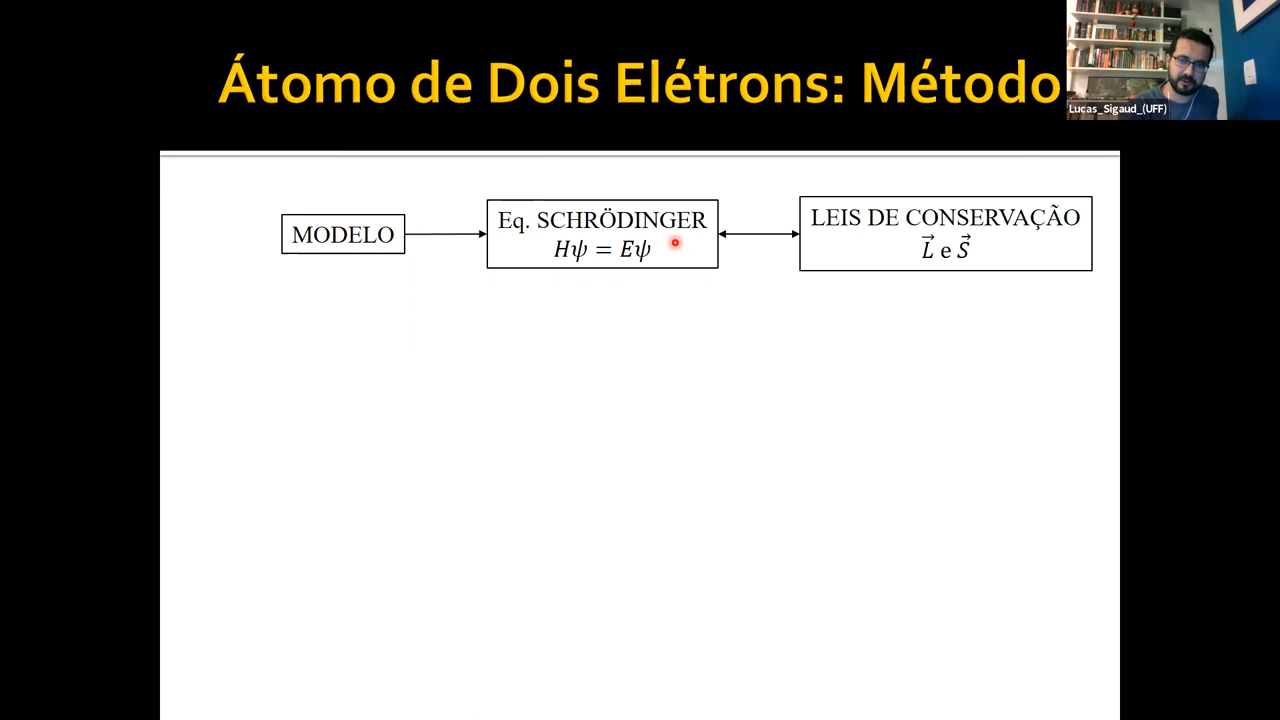 Átomo de Dois Elétrons: Método
Lucas_Sigaud_(UFF)
MODELO
Eq. SCHRÖDINGER
Hψ = Eψ
LEIS DE CONSERVAÇÃO
L⃗ e S⃗